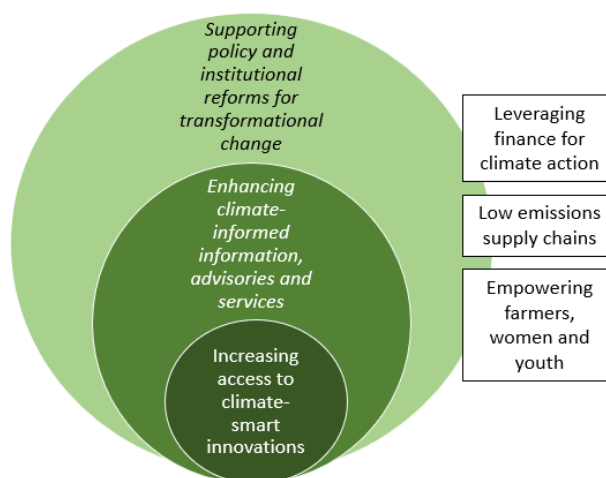 Supporting
policy and
institutional
reforms for
transformational
change
Enhancing
climate-
informed
information,
advisories and
services
Increasing
access to
climate-
smart
innovations
Leveraging
finance for
climate action
Low emissions
supply chains
Empowering
farmers,
women and
youth